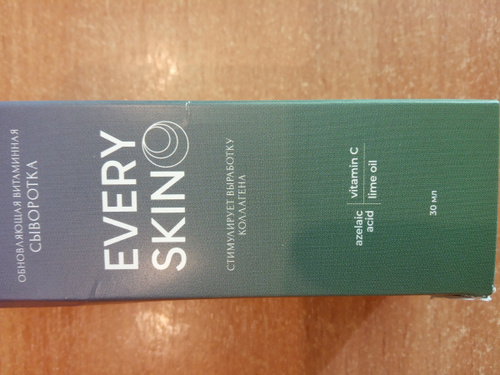 ОБНОВЛЯЮЩАЯ ВИТАМИННАЯ
СЫВОРОТКА
EVERY
SKIN
СТИМУЛИРУЕТ ВЫРАБОТКУ
КОЛЛАГЕНА
azelaic
acid
vitamin C
lime oil
30 мл